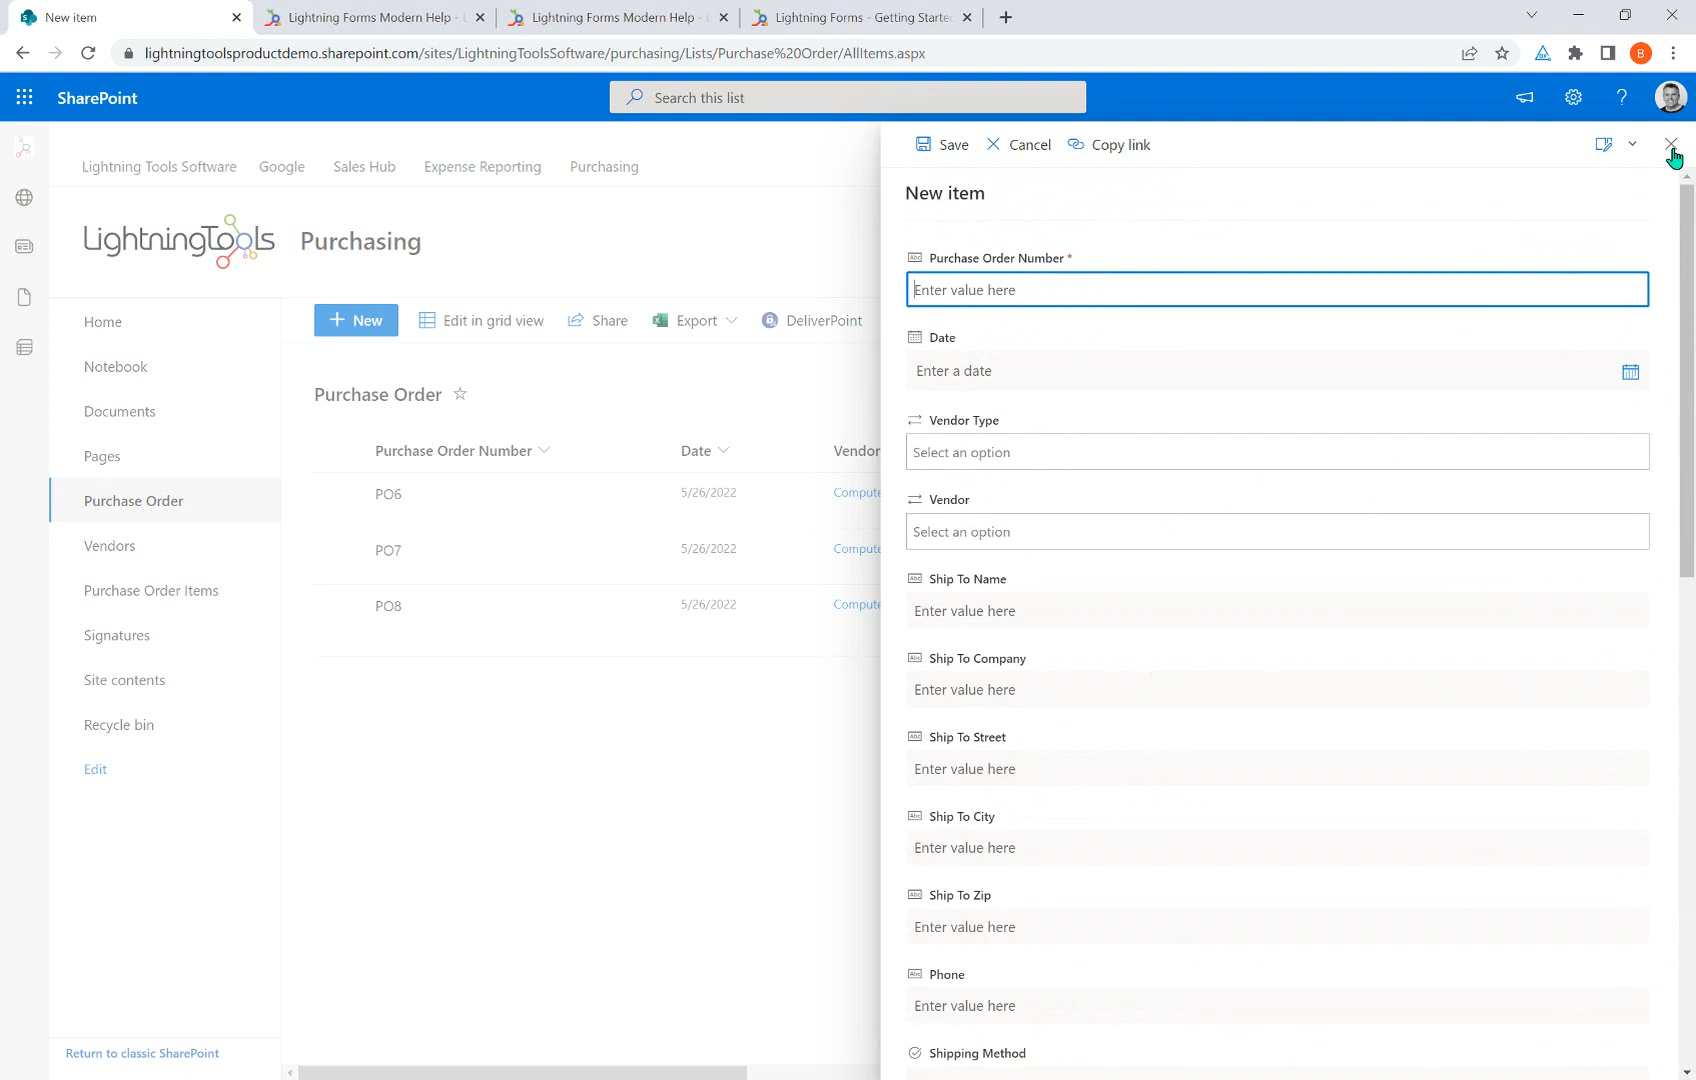 New item
Lightning Forms Modern Help -
Lightning Forms Modern Help -
Lightning Forms - Getting Starte
lightningtoolsproductdemo.sharepoint.com/sites/LightningToolsSoftware/purchasing/Lists/Purchase%20Order/AllItems.aspx
B
SharePoint
Search this list
Lightning Tools Software
Google
Sales Hub
Expense Reporting
Purchasing
LightningTools
Purchasing
Home
Notebook
Documents
Pages
Purchase Order
Vendors
Purchase Order Items
Signatures
Site contents
Recycle bin
Edit
Return to classic SharePoint
+ New
Edit in grid view
Share
Export
DeliverPoint
Purchase Order
Purchase Order Number Date Vendor
PO6 5/26/2022 Compute
PO7 5/26/2022 Compute
PO8 5/26/2022 Compute
Save
Cancel
Copy link
New item
Abc Purchase Order Number *
Enter value here
Date
Enter a date
Vendor Type
Select an option
Vendor
Select an option
Abc Ship To Name
Enter value here
Abc Ship To Company
Enter value here
Abc Ship To Street
Enter value here
Abc Ship To City
Enter value here
Abc Ship To Zip
Enter value here
Abc Phone
Enter value here
Shipping Method